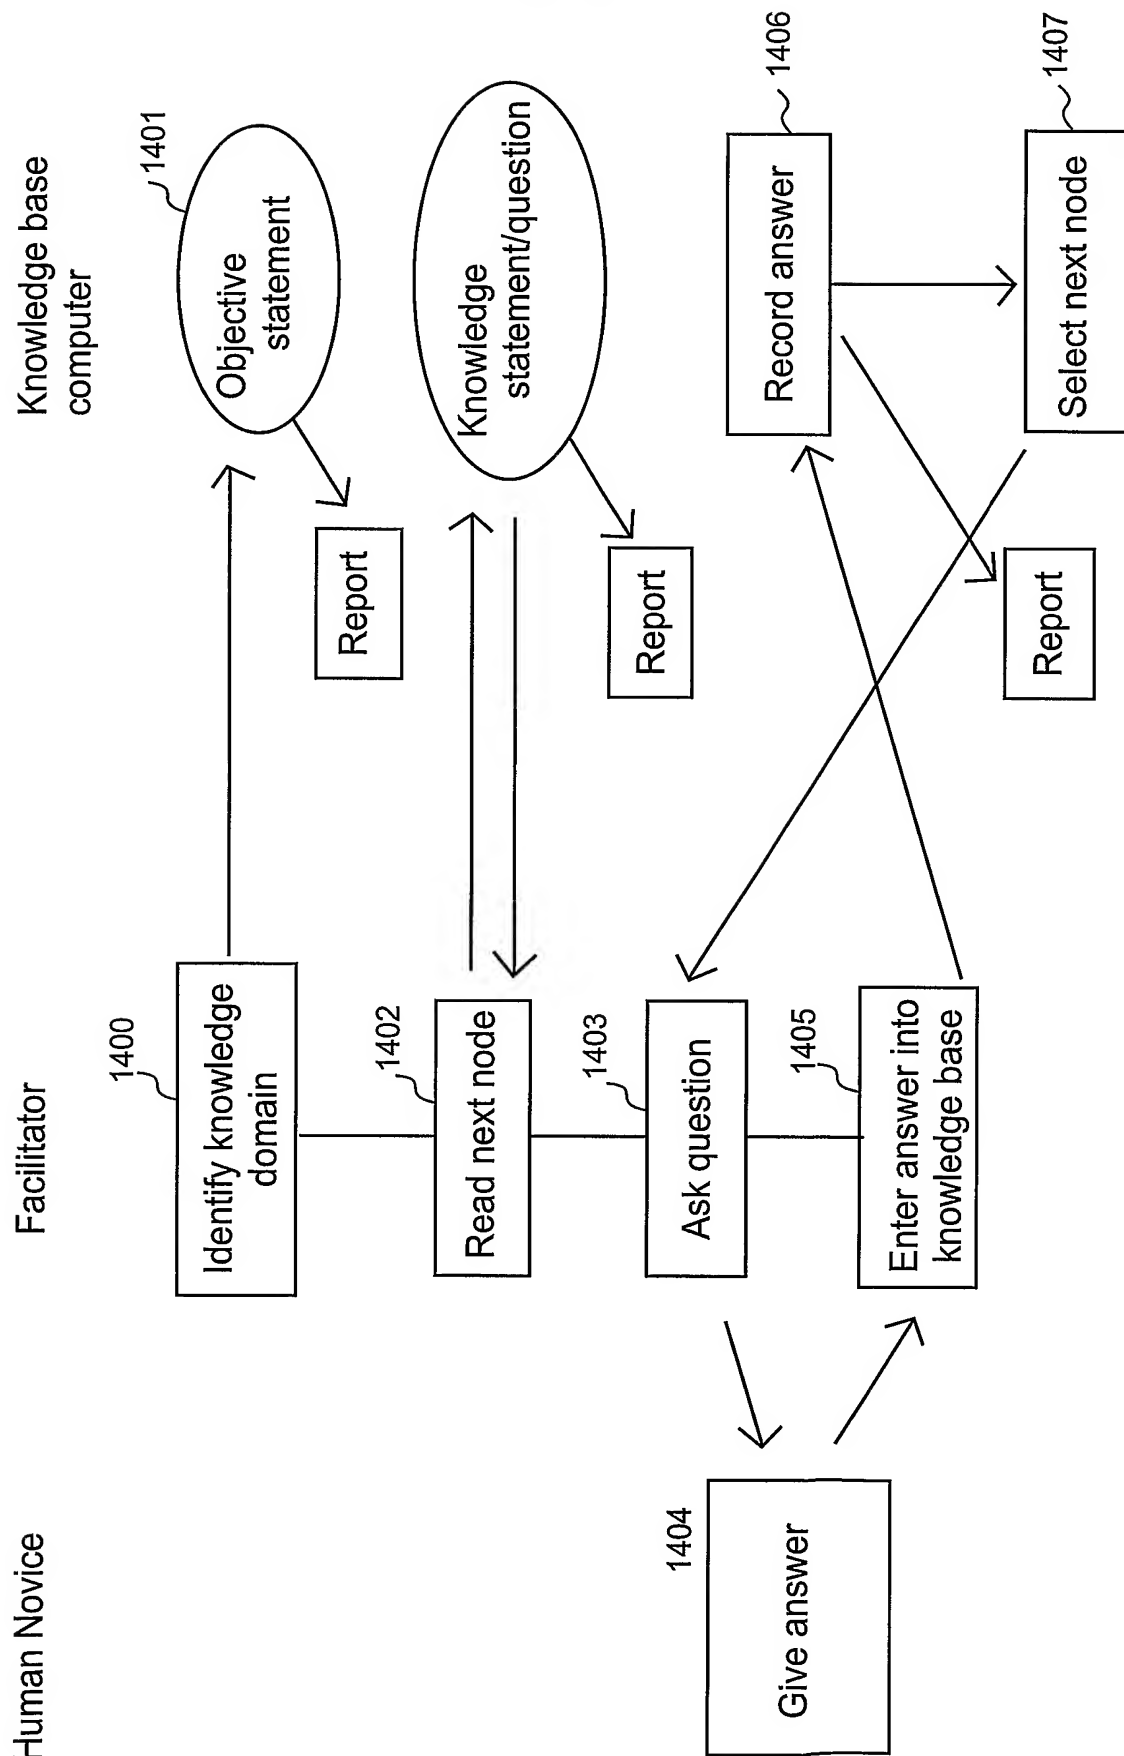 Human Novice
Facilitator
Knowledge base
computer
1400
Identify knowledge
domain
1401
Objective
statement
Report
1402
Read next node
Knowledge
statement/question
Report
1403
Ask question
1404
Give answer
1405
Enter answer into
knowledge base
1406
Record answer
Report
1407
Select next node